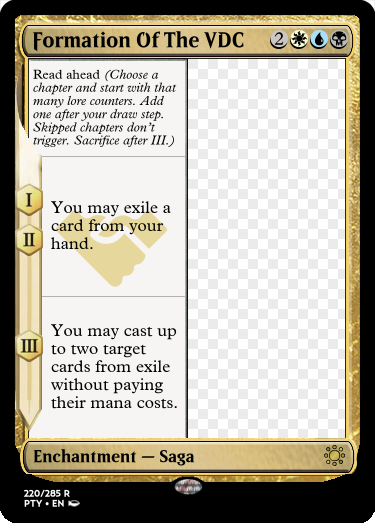 Formation Of The VDC 2
Read ahead (Choose a
chapter and start with that
many lore counters. Add
one after your draw step.
Skipped chapters don't
trigger. Sacrifice after III.)
I
II
You may exile a
card from your
hand.
III
You may cast up
to two target
cards from exile
without paying
their mana costs.
Enchantment — Saga
220/285 R
PTY • EN